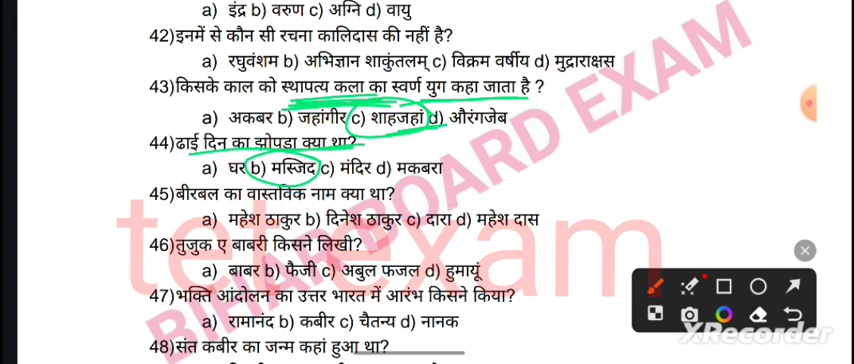 a) इंद्र b) वरुण c) अग्नि d) वायु
42)इनमें से कौन सी रचना कालिदास की नहीं है?
a) रघुवंशम b) अभिज्ञान शाकुंतलम् c) विक्रम वर्षीय d) मुद्राराक्षस
43)किसके काल को स्थापत्य कला का स्वर्ण युग कहा जाता है ?
a) अकबर b) जहांगीर c) शाहजहां d) औरंगजेब
44)ढाई दिन का झोपड़ा क्या था?
a) घर b) मस्जिद c) मंदिर d) मकबरा
45)बीरबल का वास्तविक नाम क्या था?
a) महेश ठाकुर b) दिनेश ठाकुर c) दारा d) महेश दास
46)तुजुक ए बाबरी किसने लिखी?
a) बाबर b) फैजी c) अबुल फजल d) हुमायूं
47)भक्ति आंदोलन का उत्तर भारत में आरंभ किसने किया?
a) रामानंद b) कबीर c) चैतन्य d) नानक
48)संत कबीर का जन्म कहां हुआ था?
BIHAR BOARD EXAM
tetexam
XRecorder